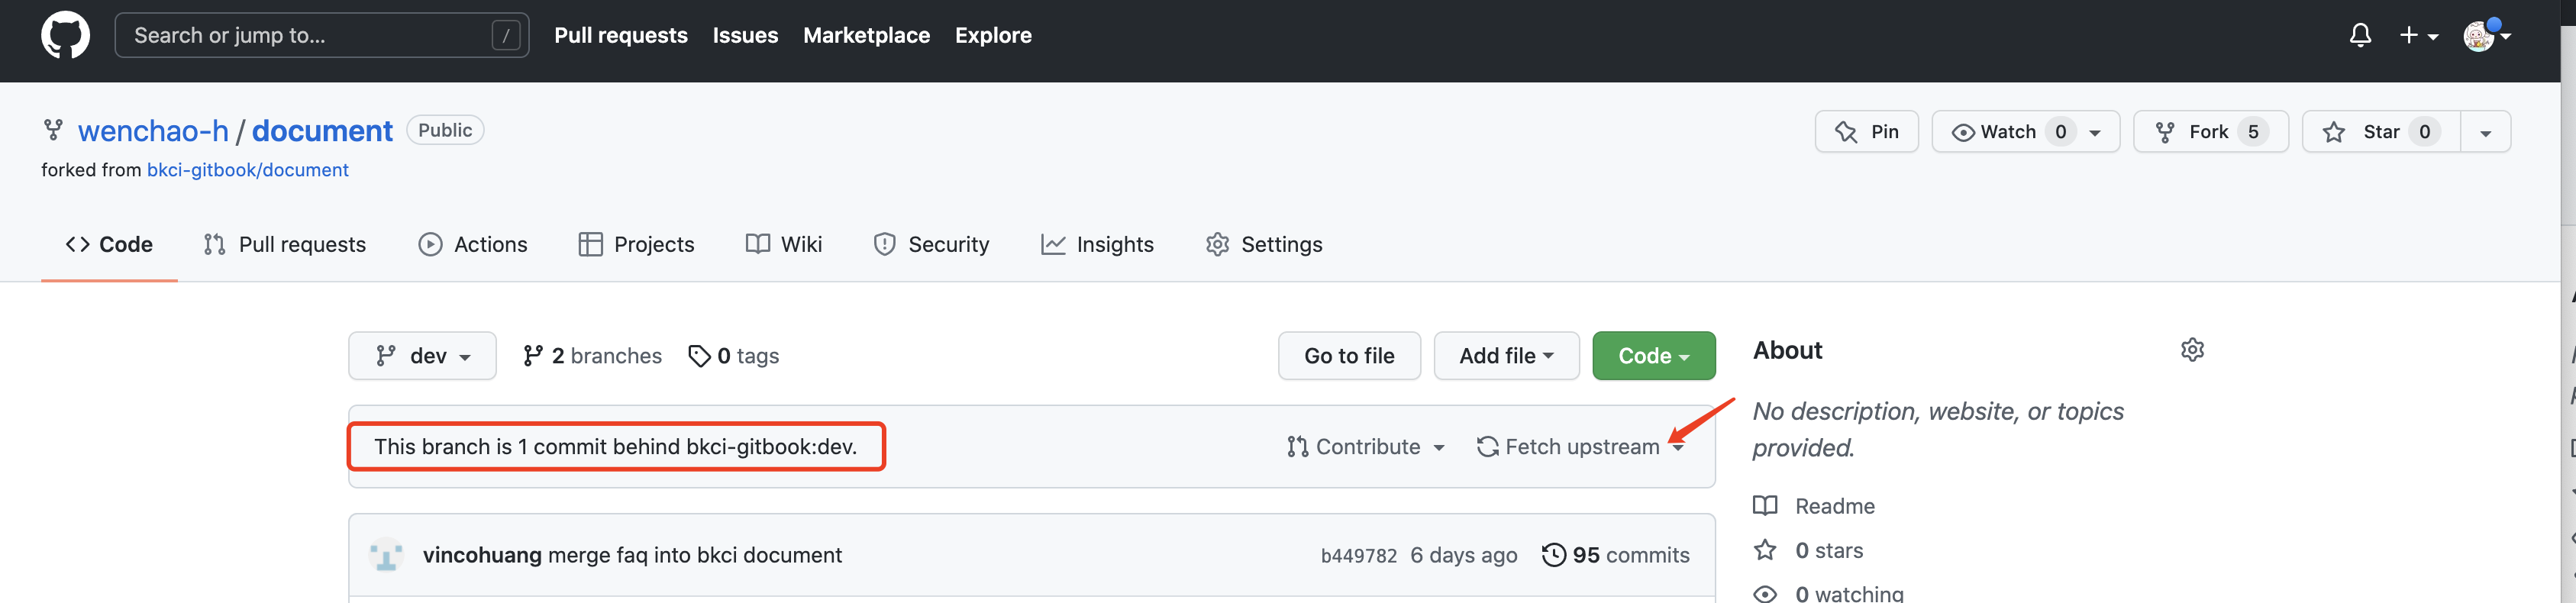 Search or jump to... / Pull requests Issues Marketplace Explore
wenchao-h / document Public Pin Watch 0 Fork 5 Star 0
forked from bkci-gitbook/document
Code Pull requests Actions Projects Wiki Security Insights Settings
dev 2 branches 0 tags Go to file Add file Code About
No description, website, or topics
provided.
This branch is 1 commit behind bkci-gitbook:dev. Contribute Fetch upstream
Readme
vincohuang merge faq into bkci document b449782 6 days ago 95 commits
0 stars
0 watching